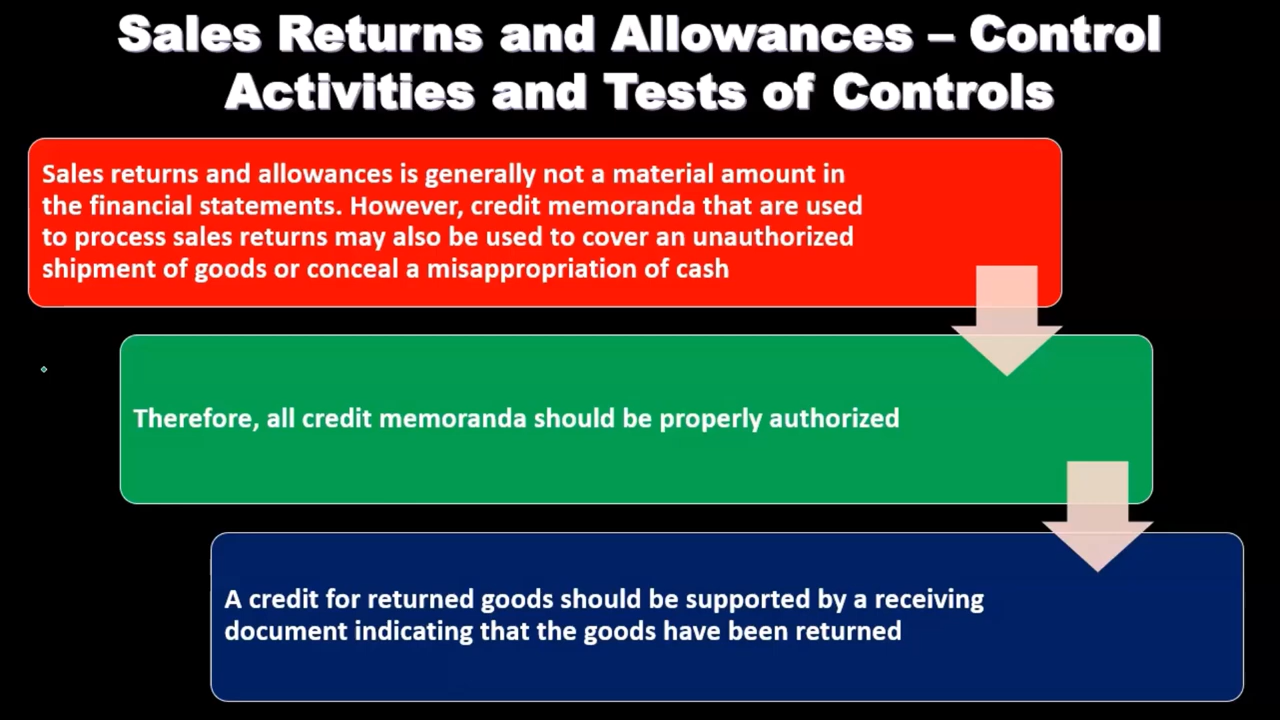 Sales Returns and Allowances – Control
Activities and Tests of Controls
Sales returns and allowances is generally not a material amount in
the financial statements. However, credit memoranda that are used
to process sales returns may also be used to cover an unauthorized
shipment of goods or conceal a misappropriation of cash
Therefore, all credit memoranda should be properly authorized
A credit for returned goods should be supported by a receiving
document indicating that the goods have been returned